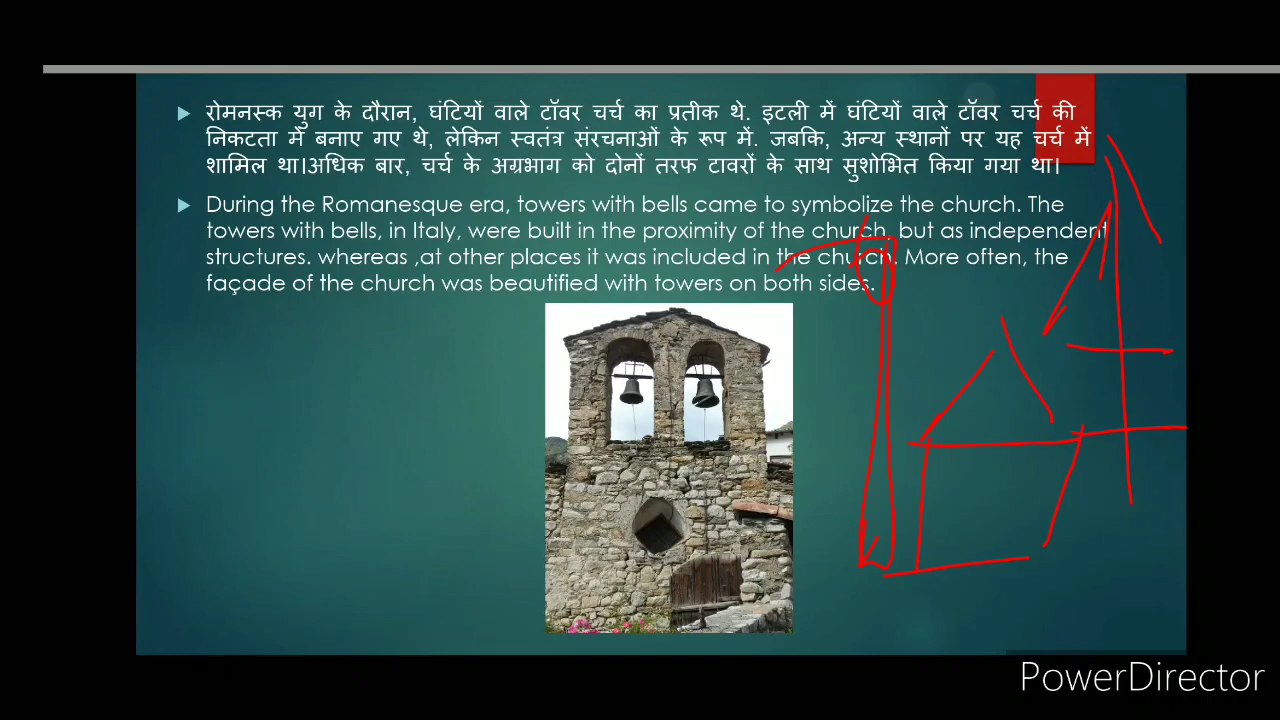 रोमनस्क युग के दौरान, घंटियों वाले टॉवर चर्च का प्रतीक थे. इटली में घंटियों वाले टॉवर चर्च की
निकटता में बनाए गए थे, लेकिन स्वतंत्र संरचनाओं के रूप में. जबकि, अन्य स्थानों पर यह चर्च में
शामिल था।अधिक बार, चर्च के अग्रभाग को दोनों तरफ टावरों के साथ सुशोभित किया गया था।
During the Romanesque era, towers with bells came to symbolize the church. The
towers with bells, in Italy, were built in the proximity of the church, but as independent
structures. whereas ,at other places it was included in the church. More often, the
façade of the church was beautified with towers on both sides.
PowerDirector